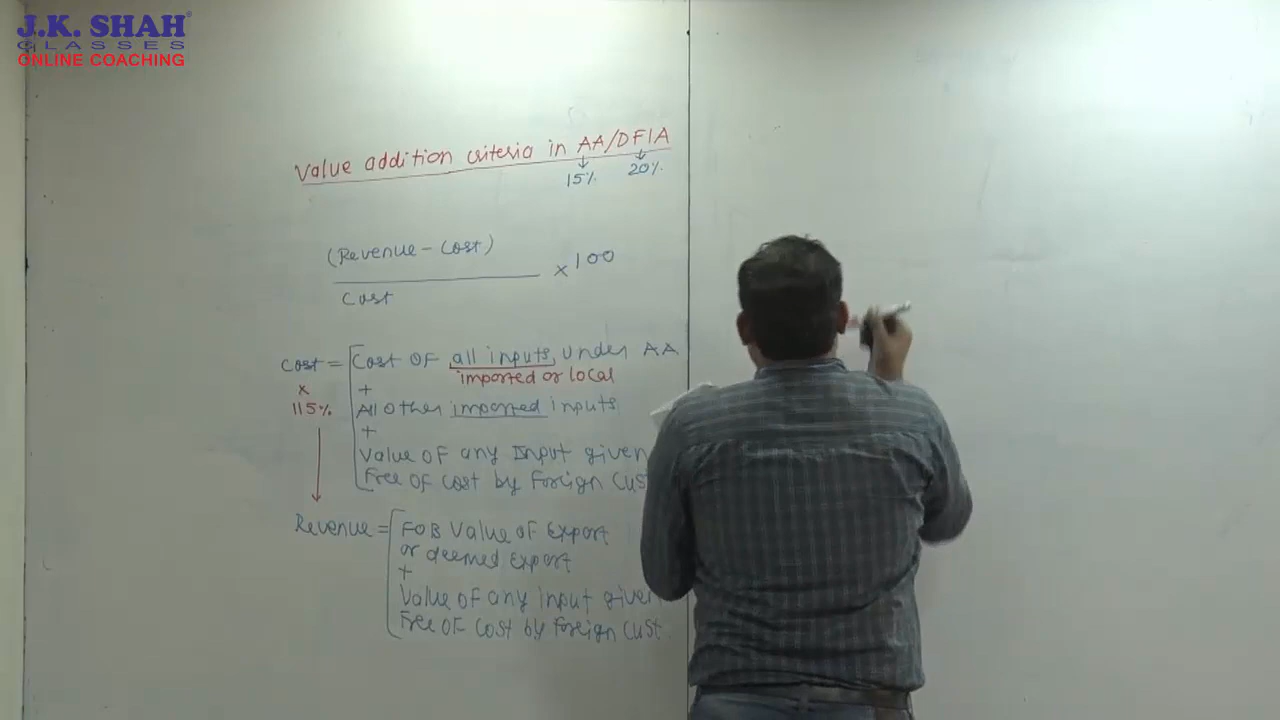 J.K. SHAH®
CLASSES
ONLINE COACHING
Value addition criteria in AA/DFIA
15% 20%
(Revenue - Cost)
x 100
Cost
Cost = Cost of all inputs under AA
x imported or local
115% +
All other imported inputs
+
Value of any Input given
Free of cost by Foreign Cus
Revenue = FOB Value of Export
or deemed Export
+
Value of any input given
Free of cost by Foreign Cust.